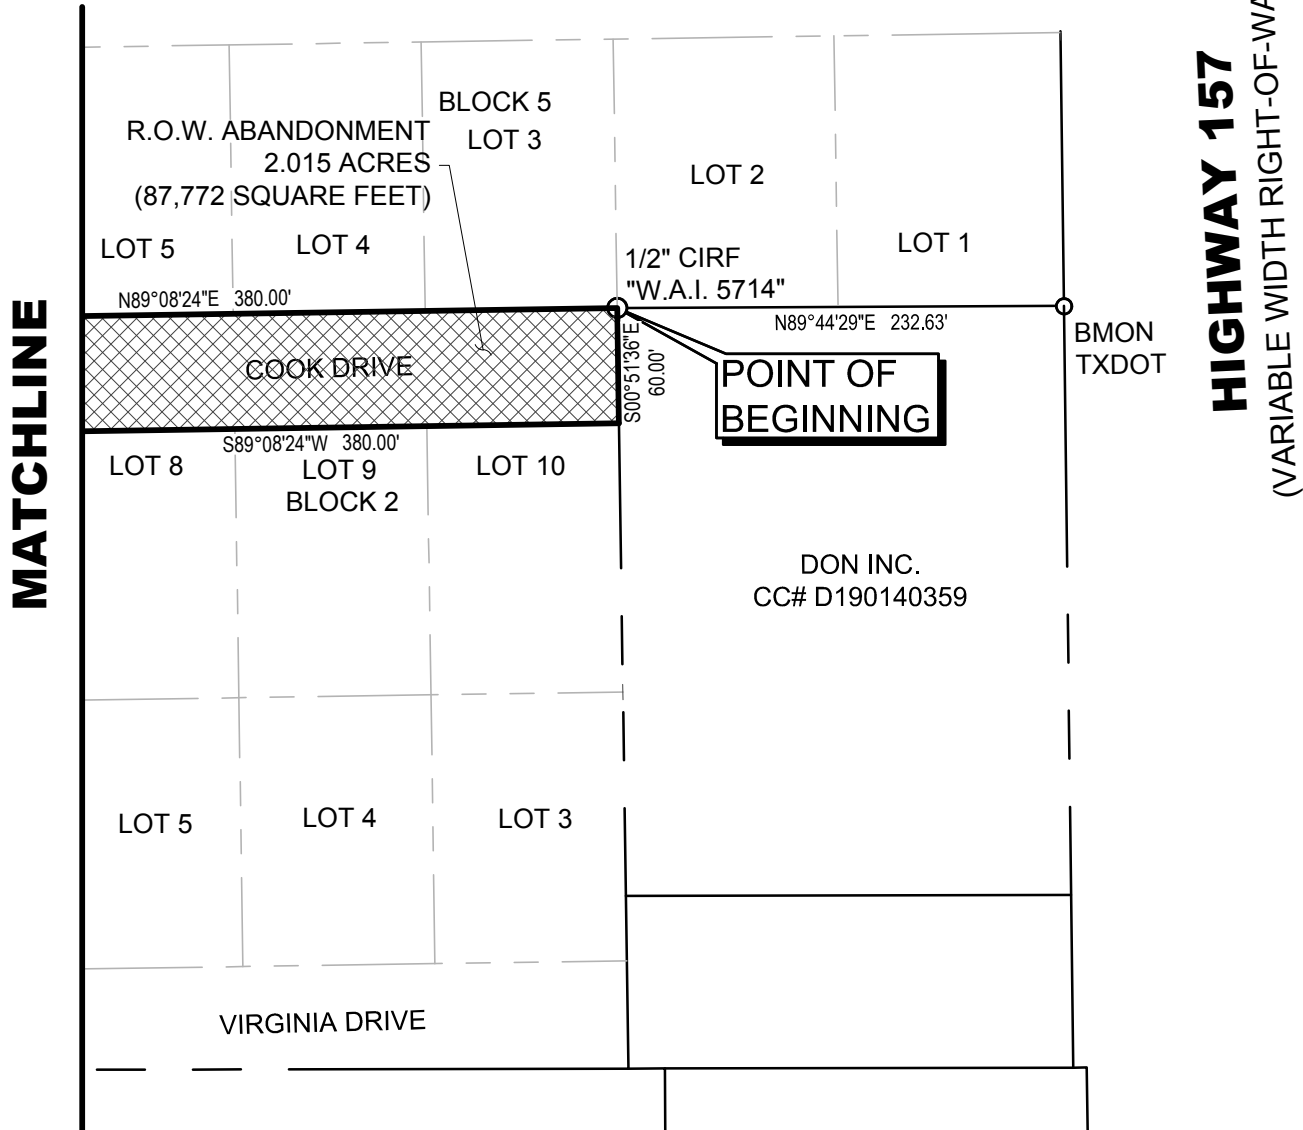 BLOCK 5
LOT 3
R.O.W. ABANDONMENT
2.015 ACRES
(87,772 SQUARE FEET)
LOT 5
LOT 4
LOT 2
LOT 1
1/2" CIRF
"W.A.I. 5714"
N89°08'24"E 380.00'
N89°44'29"E 232.63'
BMON
TXDOT
HIGHWAY 157
(VARIABLE WIDTH RIGHT-OF-WA
MATCHLINE
COOK DRIVE
S00°51'36"E
60.00'
POINT OF
BEGINNING
S89°08'24"W 380.00'
LOT 8
LOT 9
BLOCK 2
LOT 10
DON INC.
CC# D190140359
LOT 5
LOT 4
LOT 3
VIRGINIA DRIVE